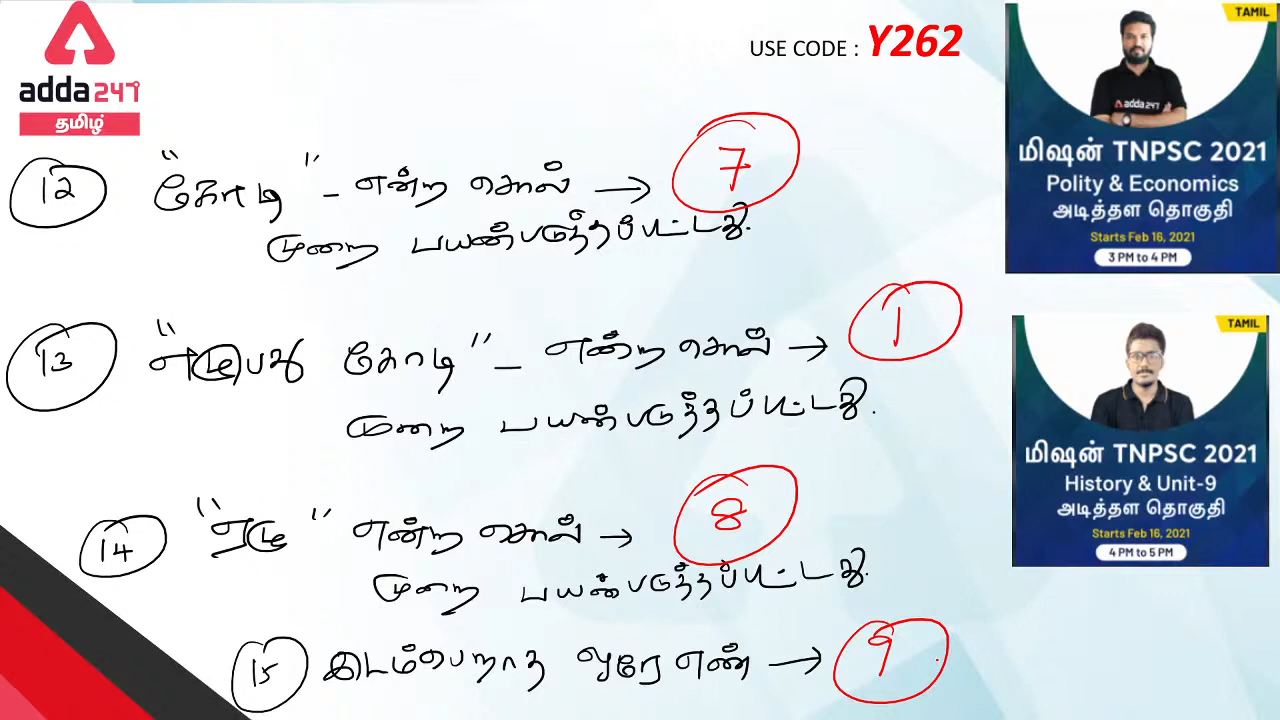 adda247
தமிழ்
USE CODE : Y262
12 "கோடி" - என்ற சொல் → 7
முறை பயன்படுத்தப்பட்டது.
13 "எழுபது கோடி" - என்ற சொல் → 1
முறை பயன்படுத்தப்பட்டது.
14 "ஏழு" என்ற சொல் → 8
முறை பயன்படுத்தப்பட்டது.
15 இடம்பெறாத ஒரே எண் → 9
TAMIL
adda247
மிஷன் TNPSC 2021
Polity & Economics
அடித்தள தொகுதி
Starts Feb 16, 2021
3 PM to 4 PM
TAMIL
மிஷன் TNPSC 2021
History & Unit-9
அடித்தள தொகுதி
Starts Feb 16, 2021
4 PM to 5 PM